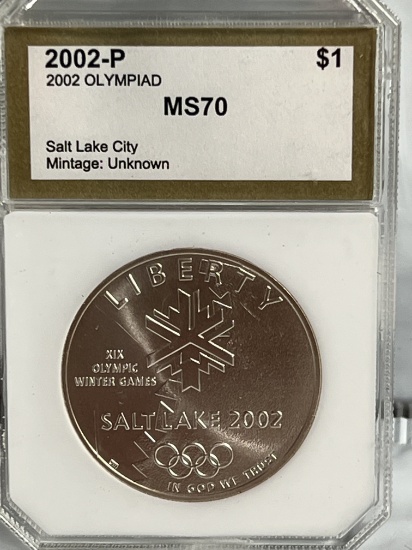 2002-P $1
2002 OLYMPIAD
MS70
Salt Lake City
Mintage: Unknown
LIBERTY
XIX
OLYMPIC
WINTER GAMES
SALT LAKE 2002
IN GOD WE TRUST